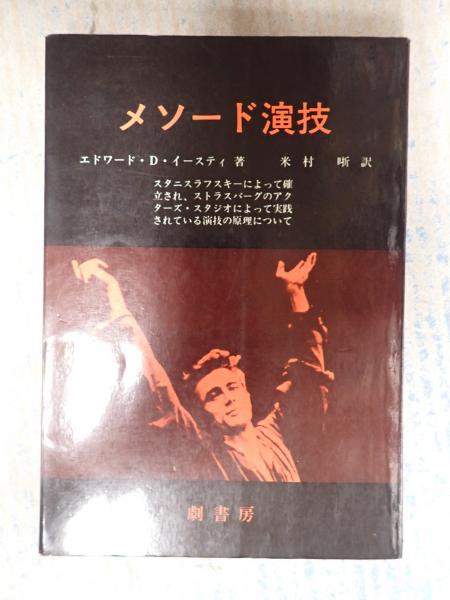 メソード演技
エドワード・D・イースティ 著 米村 晣 訳
スタニスラフスキーによって確
立され、ストラスバーグのアク
ターズ・スタジオによって実践
されている演技の原理について
劇書房